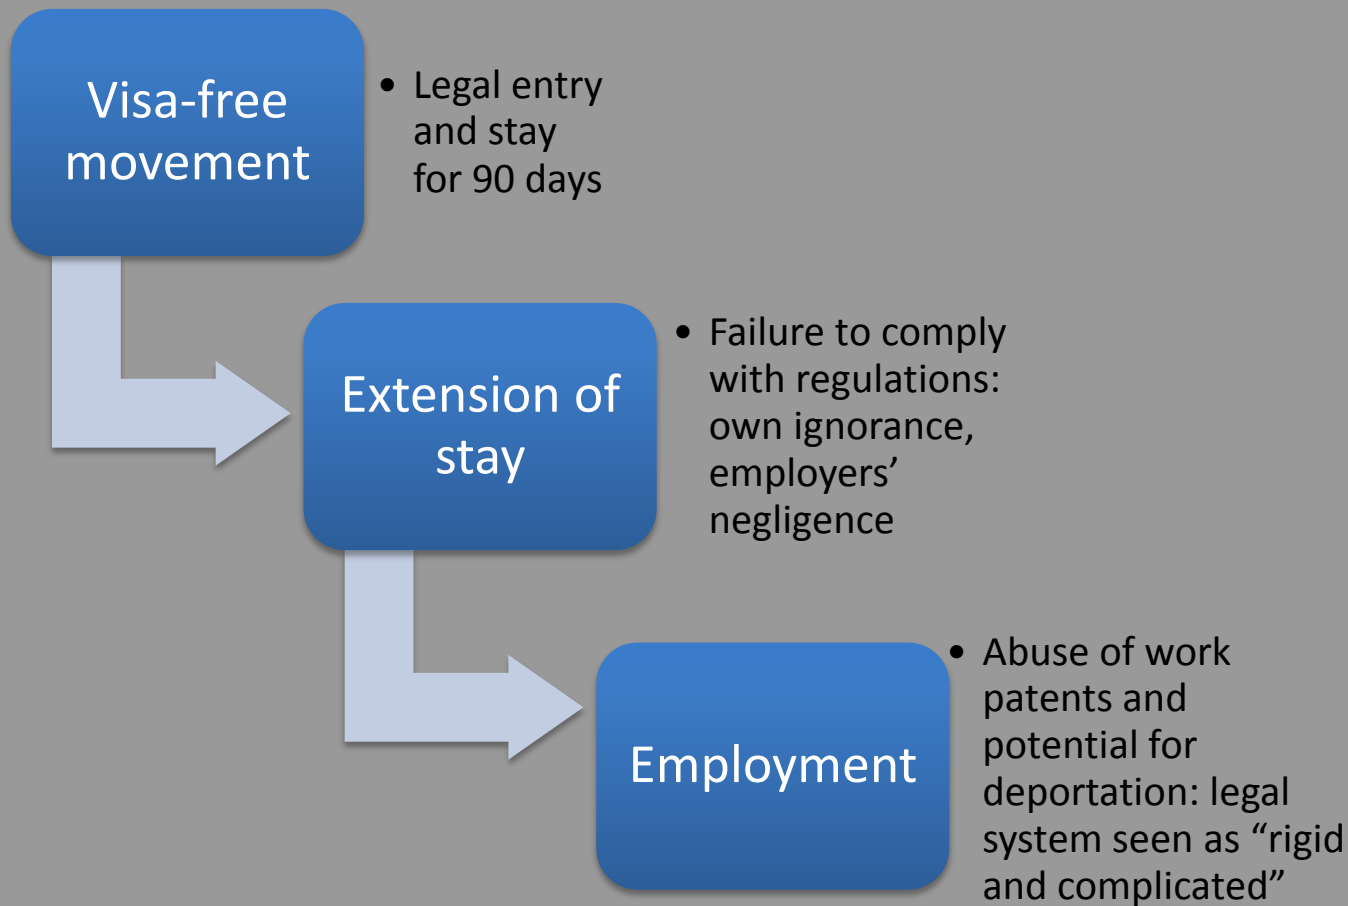 Visa-free
movement
• Legal entry
and stay
for 90 days
Extension of
stay
• Failure to comply
with regulations:
own ignorance,
employers’
negligence
Employment
• Abuse of work
patents and
potential for
deportation: legal
system seen as “rigid
and complicated”